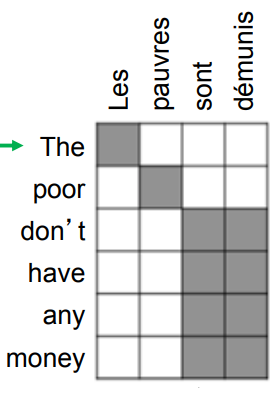 Les
pauvres
sont
démunis
The
poor
don't
have
any
money